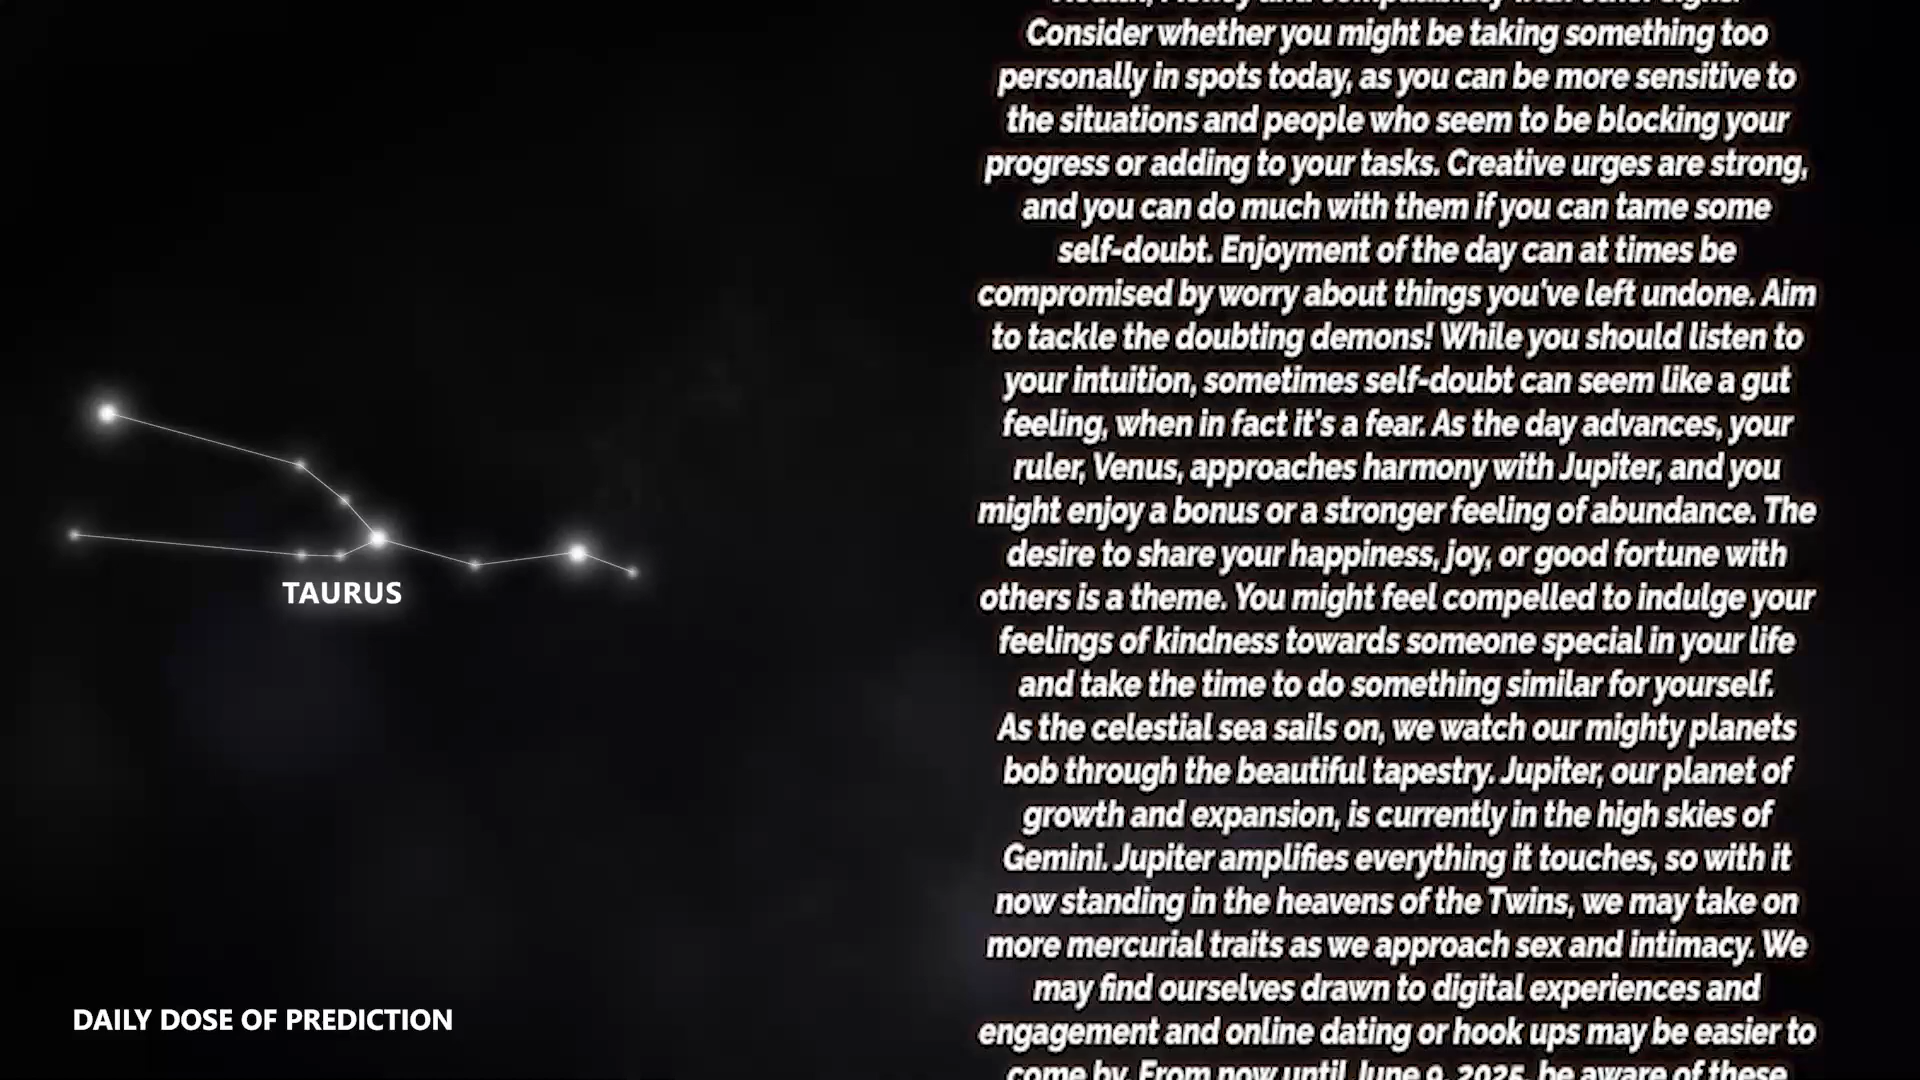 Consider whether you might be taking something too
personally in spots today, as you can be more sensitive to
the situations and people who seem to be blocking your
progress or adding to your tasks. Creative urges are strong,
and you can do much with them if you can tame some
self-doubt. Enjoyment of the day can at times be
compromised by worry about things you've left undone. Aim
to tackle the doubting demons! While you should listen to
your intuition, sometimes self-doubt can seem like a gut
feeling, when in fact it's a fear. As the day advances, your
ruler, Venus, approaches harmony with Jupiter, and you
might enjoy a bonus or a stronger feeling of abundance. The
desire to share your happiness, joy, or good fortune with
others is a theme. You might feel compelled to indulge your
feelings of kindness towards someone special in your life
and take the time to do something similar for yourself.
As the celestial sea sails on, we watch our mighty planets
bob through the beautiful tapestry. Jupiter, our planet of
growth and expansion, is currently in the high skies of
Gemini. Jupiter amplifies everything it touches, so with it
now standing in the heavens of the Twins, we may take on
more mercurial traits as we approach sex and intimacy. We
may find ourselves drawn to digital experiences and
engagement and online dating or hook ups may be easier to
come by. From now until June 9, 2025, be aware of these
TAURUS
DAILY DOSE OF PREDICTION